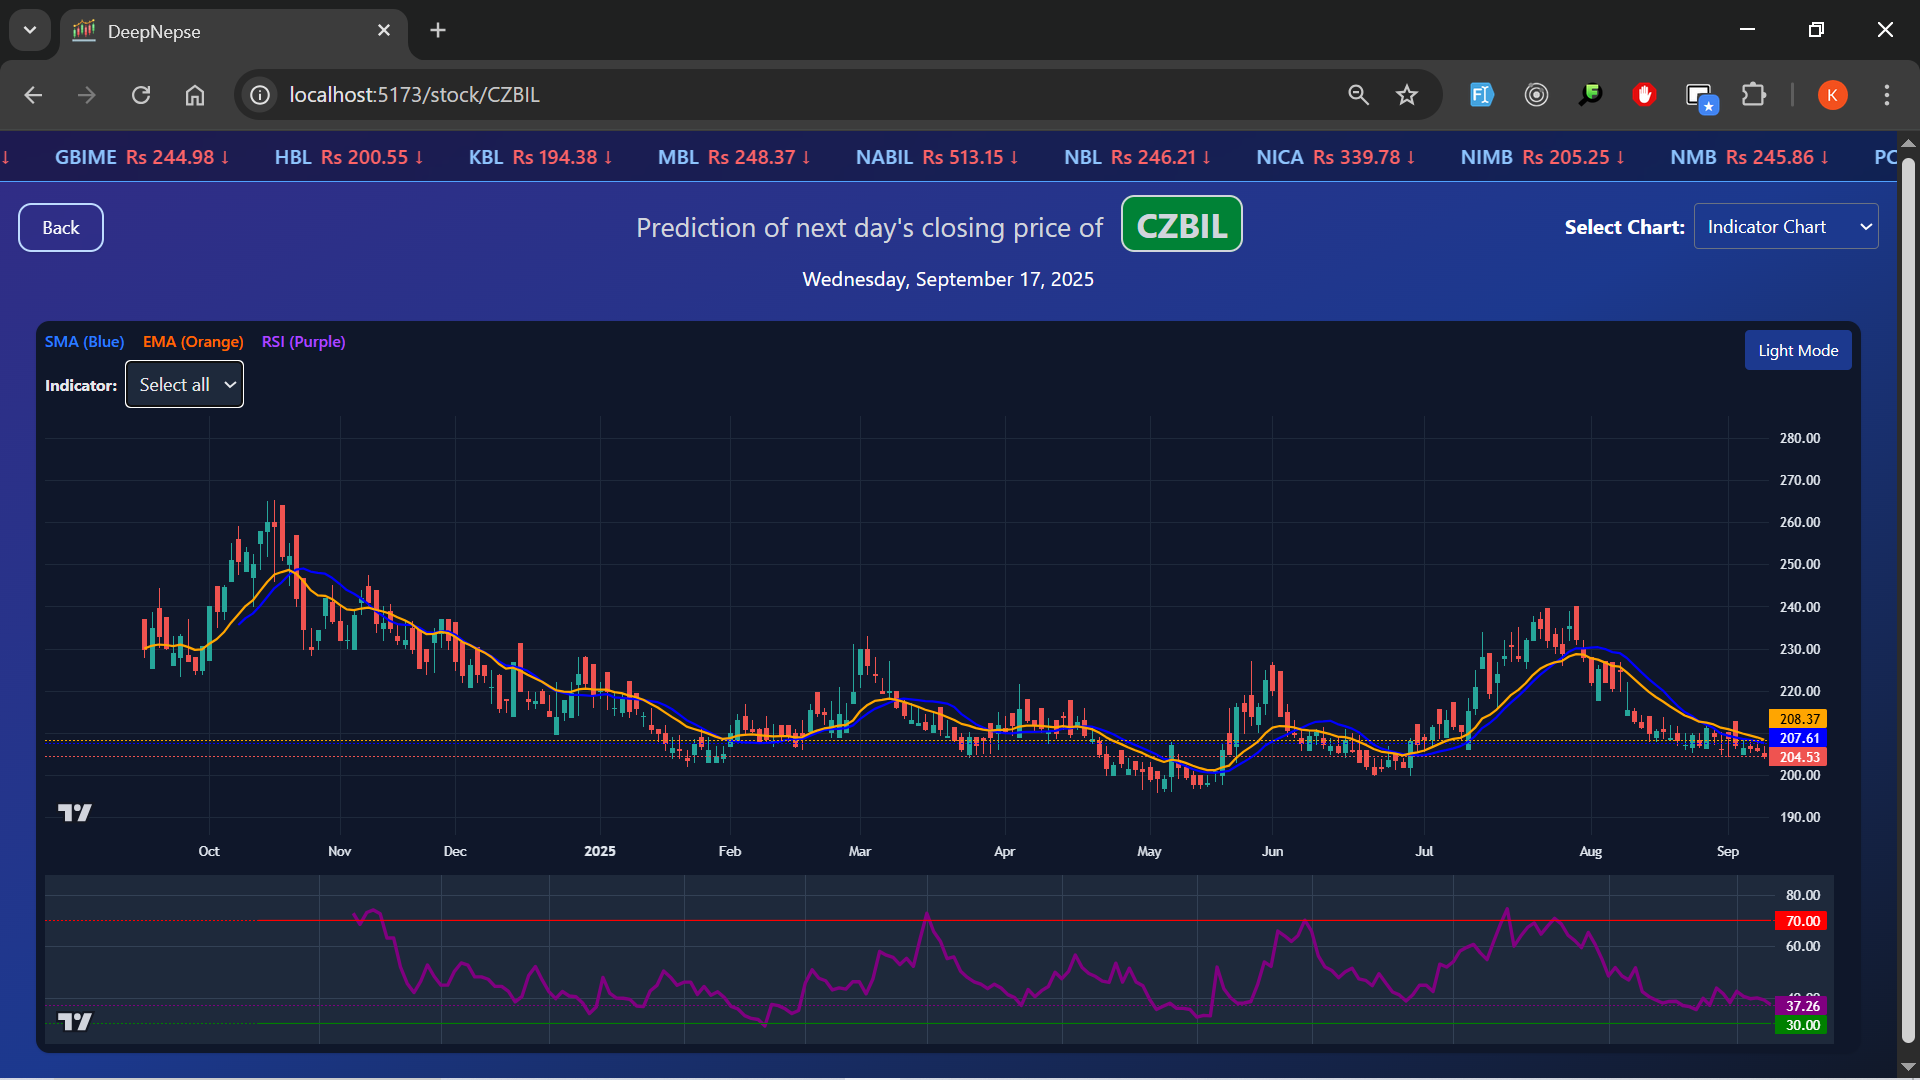 DeepNepse
localhost:5173/stock/CZBIL
K
↓ GBIME Rs 244.98 ↓ HBL Rs 200.55 ↓ KBL Rs 194.38 ↓ MBL Rs 248.37 ↓ NABIL Rs 513.15 ↓ NBL Rs 246.21 ↓ NICA Rs 339.78 ↓ NIMB Rs 205.25 ↓ NMB Rs 245.86 ↓ PC
Back
Prediction of next day's closing price of CZBIL
Select Chart: Indicator Chart
Wednesday, September 17, 2025
SMA (Blue) EMA (Orange) RSI (Purple)
Light Mode
Indicator: Select all
280.00
270.00
260.00
250.00
240.00
230.00
220.00
208.37
207.61
204.53
200.00
190.00
Oct Nov Dec 2025 Feb Mar Apr May Jun Jul Aug Sep
80.00
70.00
60.00
37.26
30.00